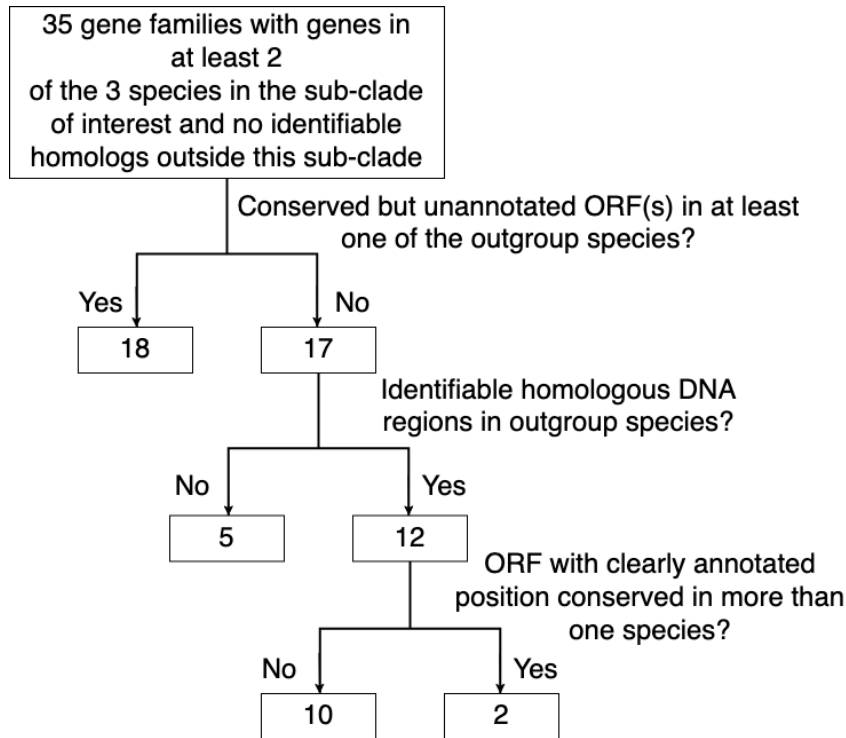 35 gene families with genes in
at least 2
of the 3 species in the sub-clade
of interest and no identifiable
homologs outside this sub-clade
Conserved but unannotated ORF(s) in at least
one of the outgroup species?
Yes
No
18
17
Identifiable homologous DNA
regions in outgroup species?
No
Yes
5
12
ORF with clearly annotated
position conserved in more than
one species?
No
Yes
10
2